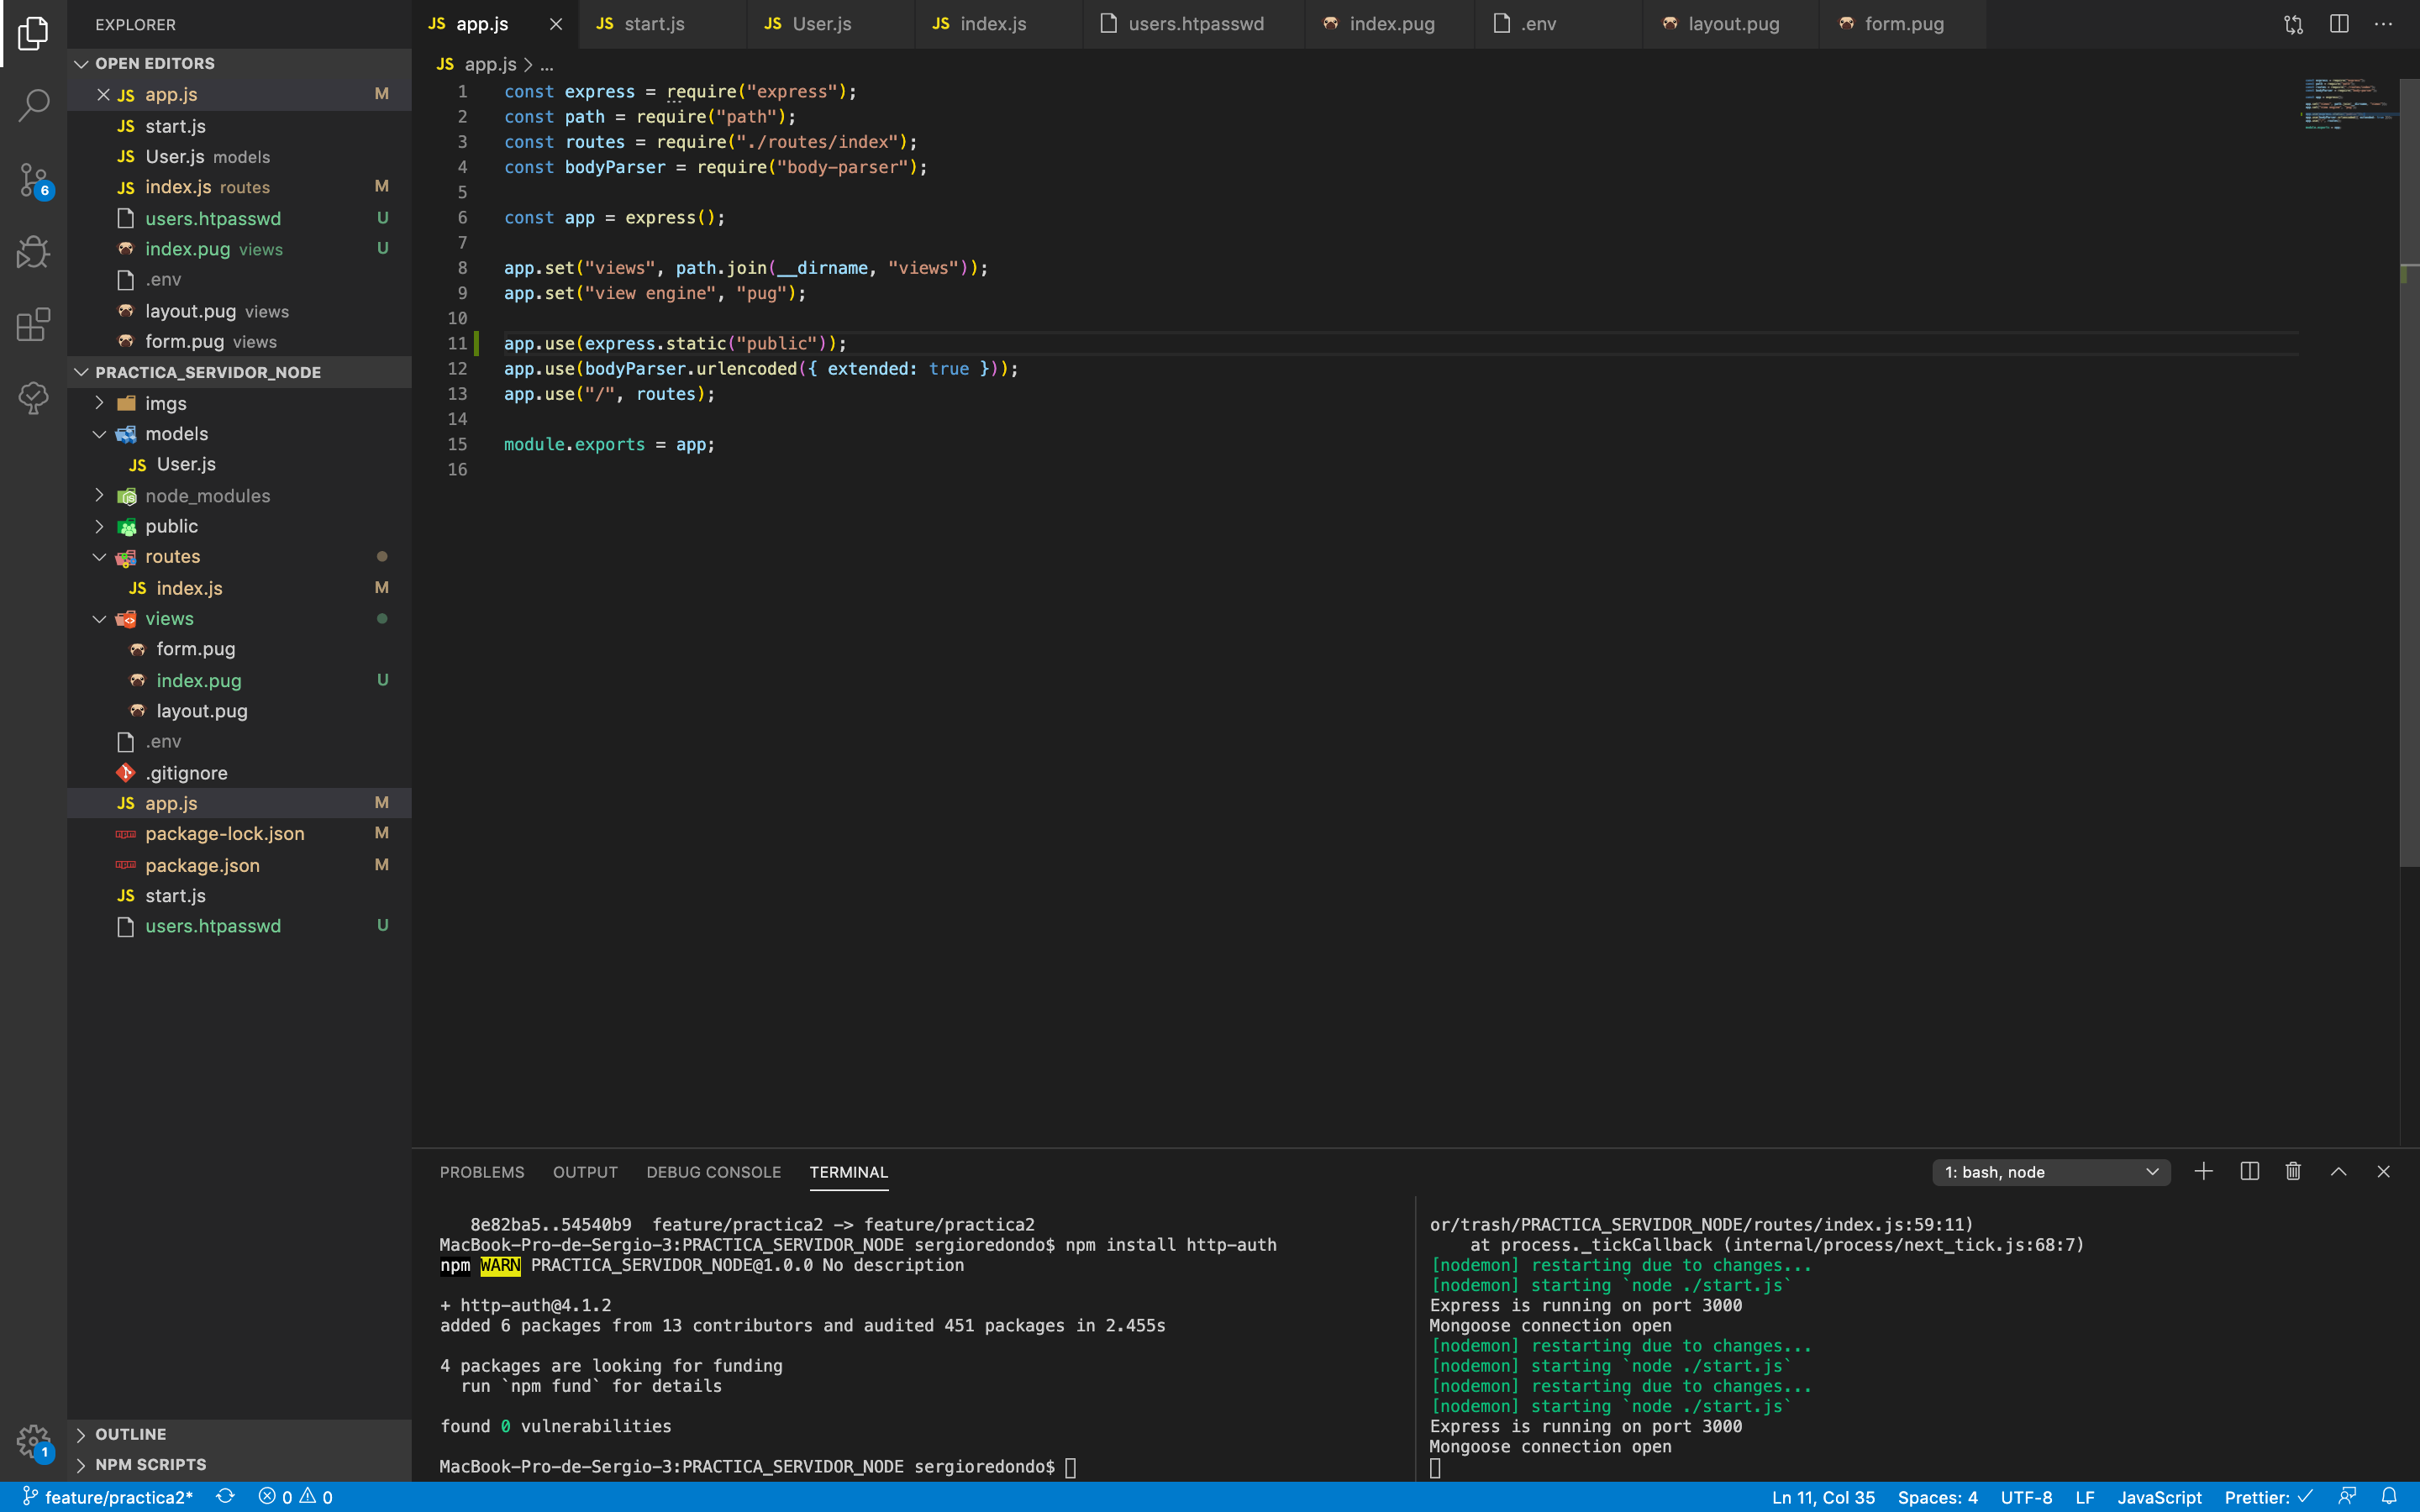 EXPLORER
OPEN EDITORS
JS app.js M
JS start.js
JS User.js models
JS index.js routes M
users.htpasswd U
index.pug views U
.env
layout.pug views
form.pug views
PRACTICA_SERVIDOR_NODE
imgs
models
JS User.js
node_modules
public
routes
JS index.js M
views
form.pug
index.pug U
layout.pug
.env
.gitignore
JS app.js M
package-lock.json M
package.json M
JS start.js
users.htpasswd U
OUTLINE
NPM SCRIPTS
6
1
JS app.js JS start.js JS User.js JS index.js users.htpasswd index.pug .env layout.pug form.pug
JS app.js > ...
1 const express = require("express");
2 const path = require("path");
3 const routes = require("./routes/index");
4 const bodyParser = require("body-parser");
5
6 const app = express();
7
8 app.set("views", path.join(__dirname, "views"));
9 app.set("view engine", "pug");
10
11 app.use(express.static("public"));
12 app.use(bodyParser.urlencoded({ extended: true }));
13 app.use("/", routes);
14
15 module.exports = app;
16
PROBLEMS OUTPUT DEBUG CONSOLE TERMINAL 1: bash, node
8e82ba5..54540b9 feature/practica2 -> feature/practica2
MacBook-Pro-de-Sergio-3:PRACTICA_SERVIDOR_NODE sergioredondo$ npm install http-auth
npm WARN PRACTICA_SERVIDOR_NODE@1.0.0 No description
+ http-auth@4.1.2
added 6 packages from 13 contributors and audited 451 packages in 2.455s
4 packages are looking for funding
run `npm fund` for details
found 0 vulnerabilities
MacBook-Pro-de-Sergio-3:PRACTICA_SERVIDOR_NODE sergioredondo$
or/trash/PRACTICA_SERVIDOR_NODE/routes/index.js:59:11)
at process._tickCallback (internal/process/next_tick.js:68:7)
[nodemon] restarting due to changes...
[nodemon] starting `node ./start.js`
Express is running on port 3000
Mongoose connection open
[nodemon] restarting due to changes...
[nodemon] starting `node ./start.js`
[nodemon] restarting due to changes...
[nodemon] starting `node ./start.js`
Express is running on port 3000
Mongoose connection open
feature/practica2* 0 0 Ln 11, Col 35 Spaces: 4 UTF-8 LF JavaScript Prettier: ✓